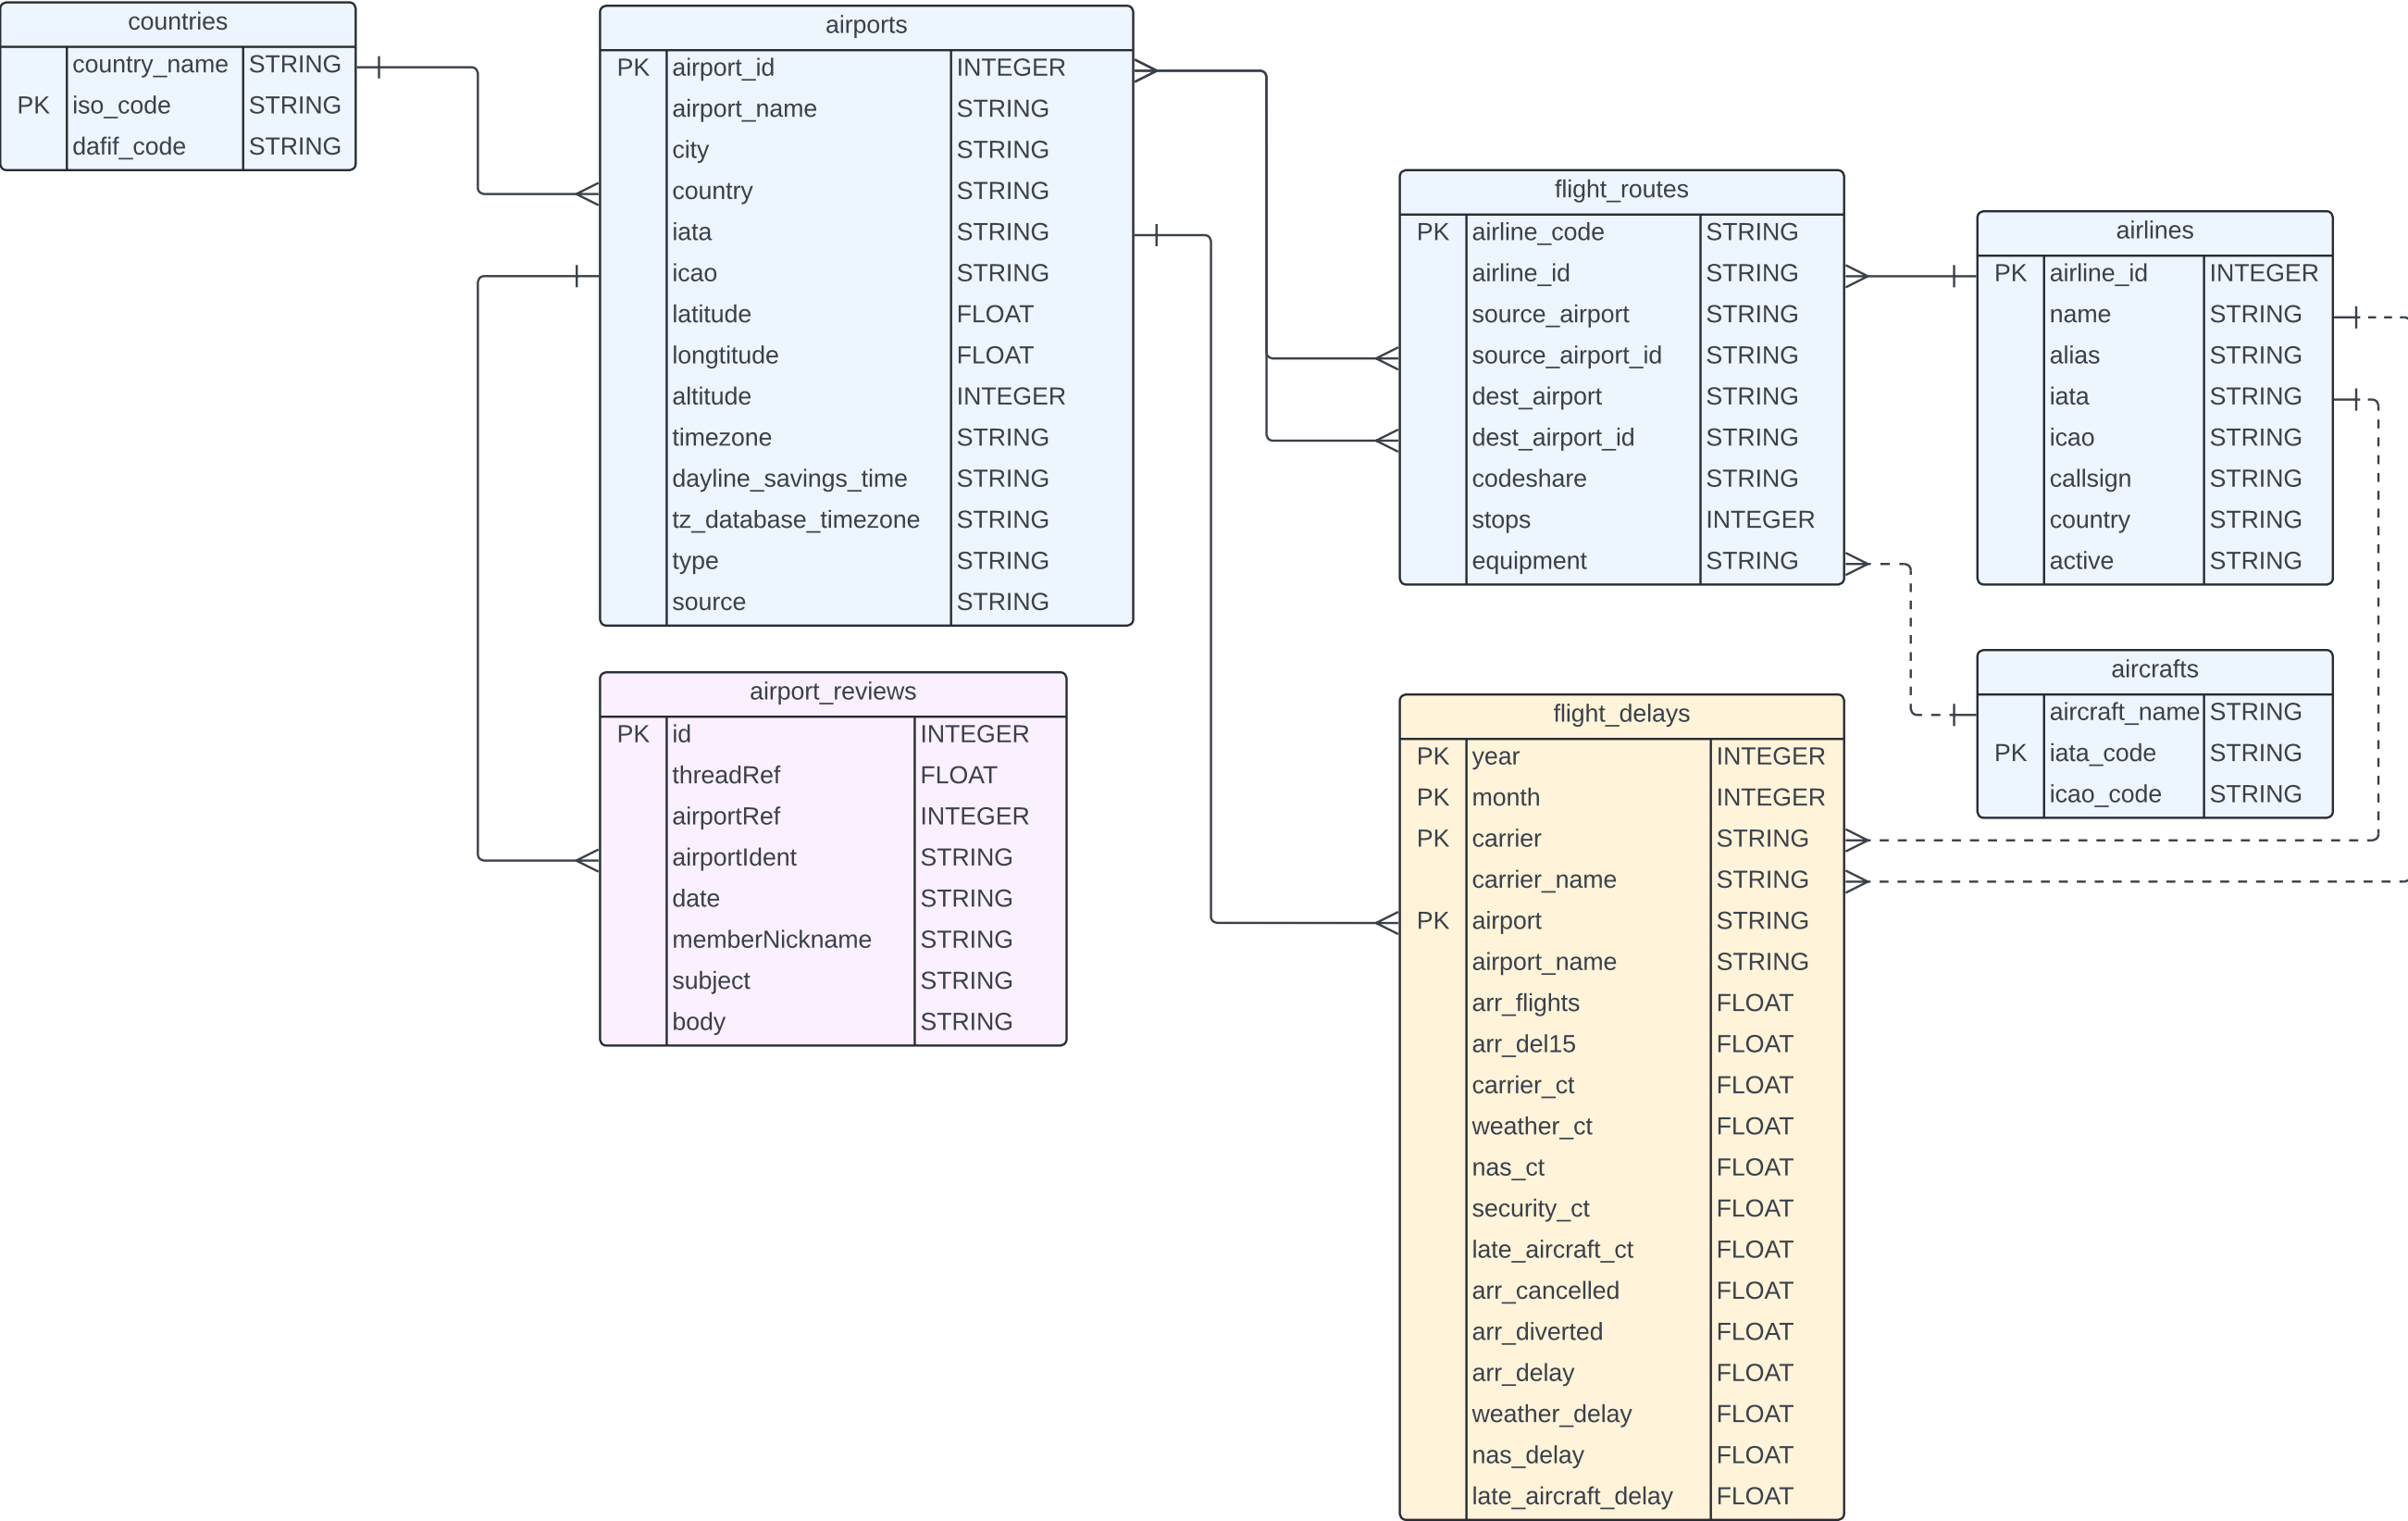 countries
country_name STRING
PK iso_code STRING
dafif_code STRING
airports
PK airport_id INTEGER
airport_name STRING
city STRING
country STRING
iata STRING
icao STRING
latitude FLOAT
longtitude FLOAT
altitude INTEGER
timezone STRING
dayline_savings_time STRING
tz_database_timezone STRING
type STRING
source STRING
airport_reviews
PK id INTEGER
threadRef FLOAT
airportRef INTEGER
airportIdent STRING
date STRING
memberNickname STRING
subject STRING
body STRING
flight_routes
PK airline_code STRING
airline_id STRING
source_airport STRING
source_airport_id STRING
dest_airport STRING
dest_airport_id STRING
codeshare STRING
stops INTEGER
equipment STRING
airlines
PK airline_id INTEGER
name STRING
alias STRING
iata STRING
icao STRING
callsign STRING
country STRING
active STRING
aircrafts
aircraft_name STRING
PK iata_code STRING
icao_code STRING
flight_delays
PK year INTEGER
PK month INTEGER
PK carrier STRING
carrier_name STRING
PK airport STRING
airport_name STRING
arr_flights FLOAT
arr_del15 FLOAT
carrier_ct FLOAT
weather_ct FLOAT
nas_ct FLOAT
security_ct FLOAT
late_aircraft_ct FLOAT
arr_cancelled FLOAT
arr_diverted FLOAT
arr_delay FLOAT
weather_delay FLOAT
nas_delay FLOAT
late_aircraft_delay FLOAT